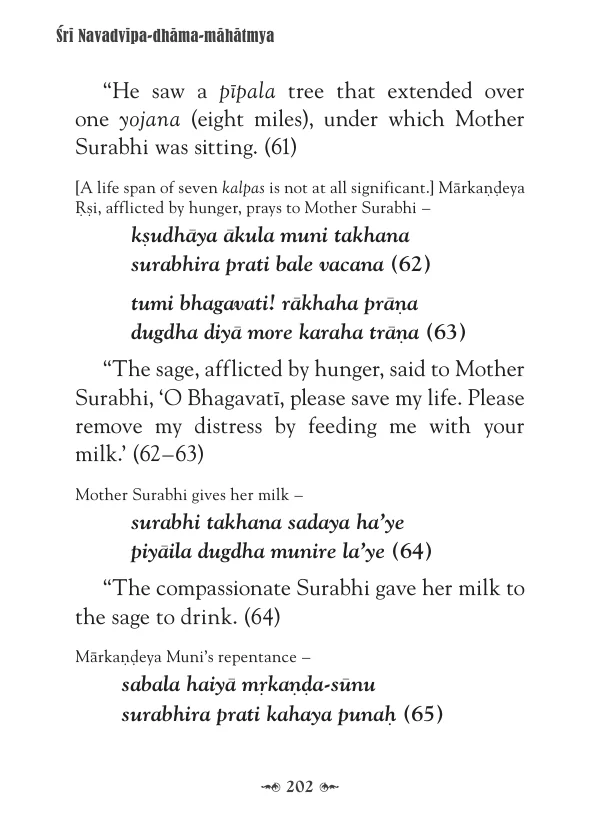 Śrī Navadvīpa-dhāma-māhātmya
“He saw a pīpala tree that extended over
one yojana (eight miles), under which Mother
Surabhi was sitting. (61)
[A life span of seven kalpas is not at all significant.] Mārkaṇḍeya
Ṛṣi, afflicted by hunger, prays to Mother Surabhi –
kṣudhāya ākula muni takhana
surabhira prati bale vacana (62)
tumi bhagavati! rākhaha prāṇa
dugdha diyā more karaha trāṇa (63)
“The sage, afflicted by hunger, said to Mother
Surabhi, ‘O Bhagavatī, please save my life. Please
remove my distress by feeding me with your
milk.’ (62–63)
Mother Surabhi gives her milk –
surabhi takhana sadaya ha’ye
piyāila dugdha munire la’ye (64)
“The compassionate Surabhi gave her milk to
the sage to drink. (64)
Mārkaṇḍeya Muni’s repentance –
sabala haiyā mṛkaṇḍa-sūnu
surabhira prati kahaya punaḥ (65)
202